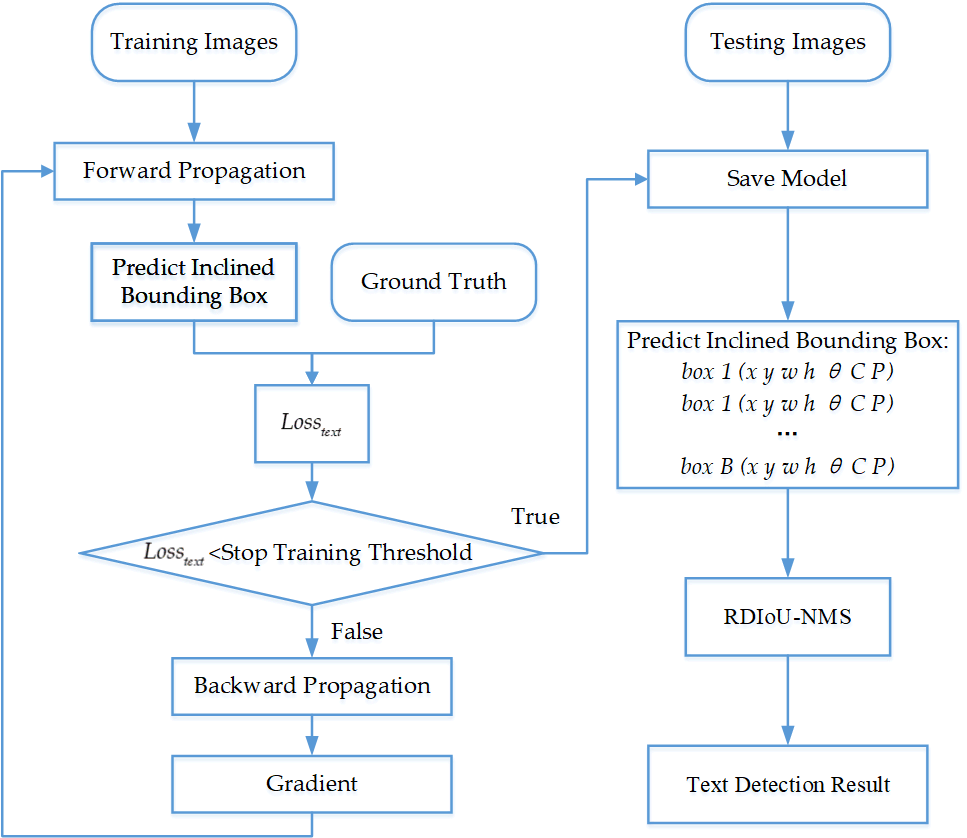 Training Images
Forward Propagation
Predict Inclined
Bounding Box
Ground Truth
Loss_text
Loss_text <Stop Training Threshold
True
False
Backward Propagation
Gradient
Testing Images
Save Model
Predict Inclined Bounding Box:
box 1 (x y w h θ C P)
box 1 (x y w h θ C P)
...
box B (x y w h θ C P)
RDIoU-NMS
Text Detection Result